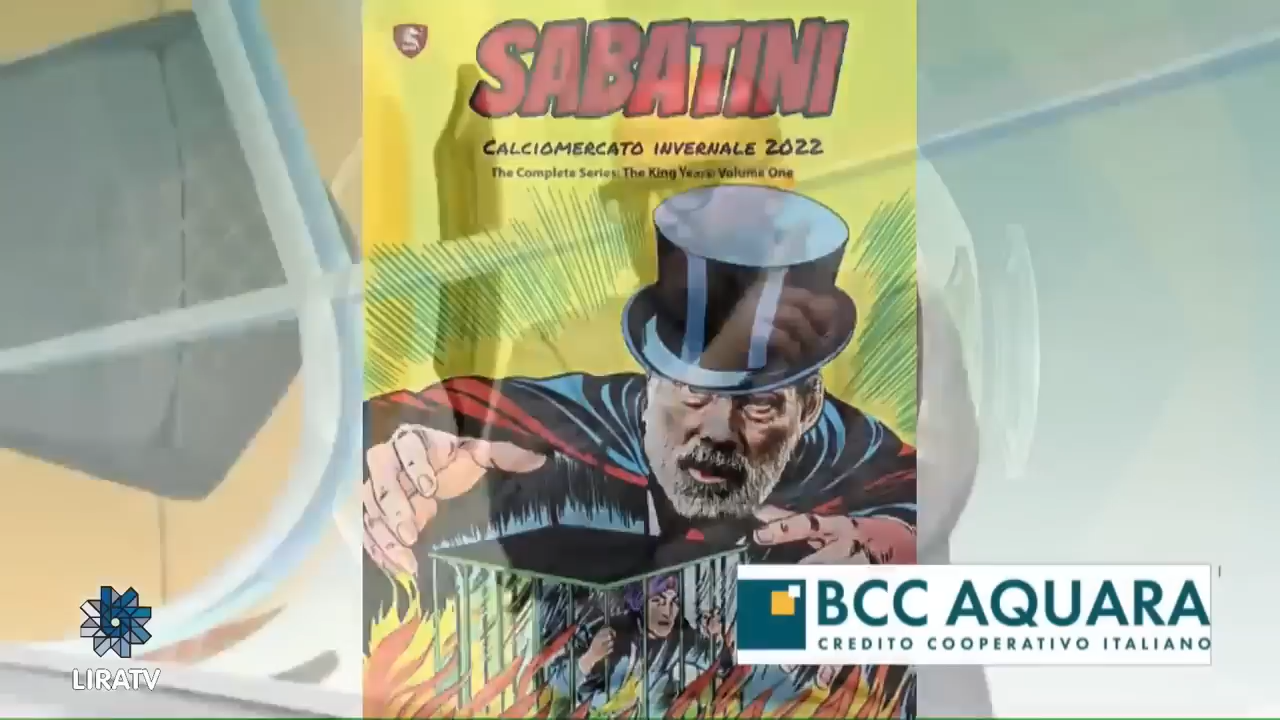 SABATINI
CALCIOMERCATO INVERNALE 2022
The Complete Series: The King Years: Volume One
BCC AQUARA
CREDITO COOPERATIVO ITALIANO
LIRATV